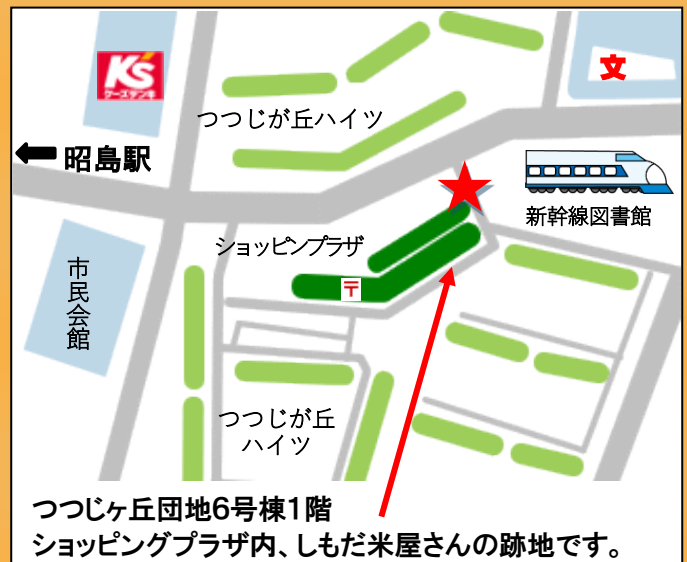 K's
ケーズデンキ
文
つつじが丘ハイツ
昭島駅
新幹線図書館
ショッピンプラザ
〒
市民会館
つつじが丘
ハイツ
つつじヶ丘団地6号棟1階
ショッピングプラザ内、しもだ米屋さんの跡地です。